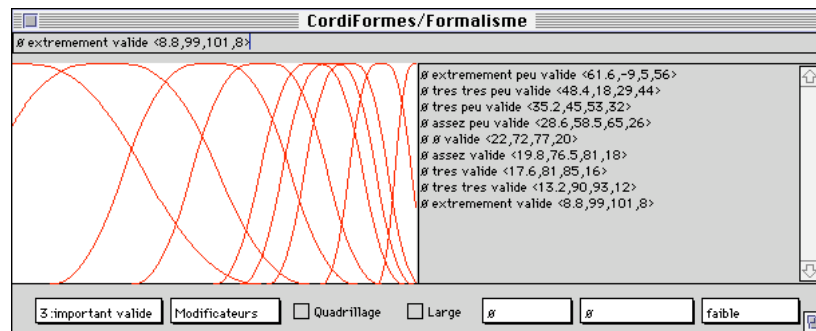 CordiFormes/Formalisme
ø extremement valide <8.8,99,101,8>
ø extremement peu valide <61.6,-9,5,56>
ø tres tres peu valide <48.4,18,29,44>
ø tres peu valide <35.2,45,53,32>
ø assez peu valide <28.6,58.5,65,26>
ø ø valide <22,72,77,20>
ø assez valide <19.8,76.5,81,18>
ø tres valide <17.6,81,85,16>
ø tres tres valide <13.2,90,93,12>
ø extremement valide <8.8,99,101,8>
3 :important valide Modificateurs Quadrillage Large ø ø faible